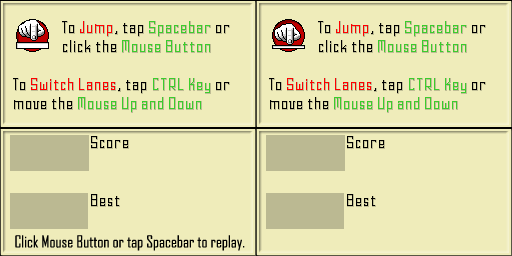 To Jump, tap Spacebar or
click the Mouse Button
To Switch Lanes, tap CTRL Key or
move the Mouse Up and Down
To Jump, tap Spacebar or
click the Mouse Button
To Switch Lanes, tap CTRL Key or
move the Mouse Up and Down
Score
Best
Click Mouse Button or tap Spacebar to replay.
Score
Best